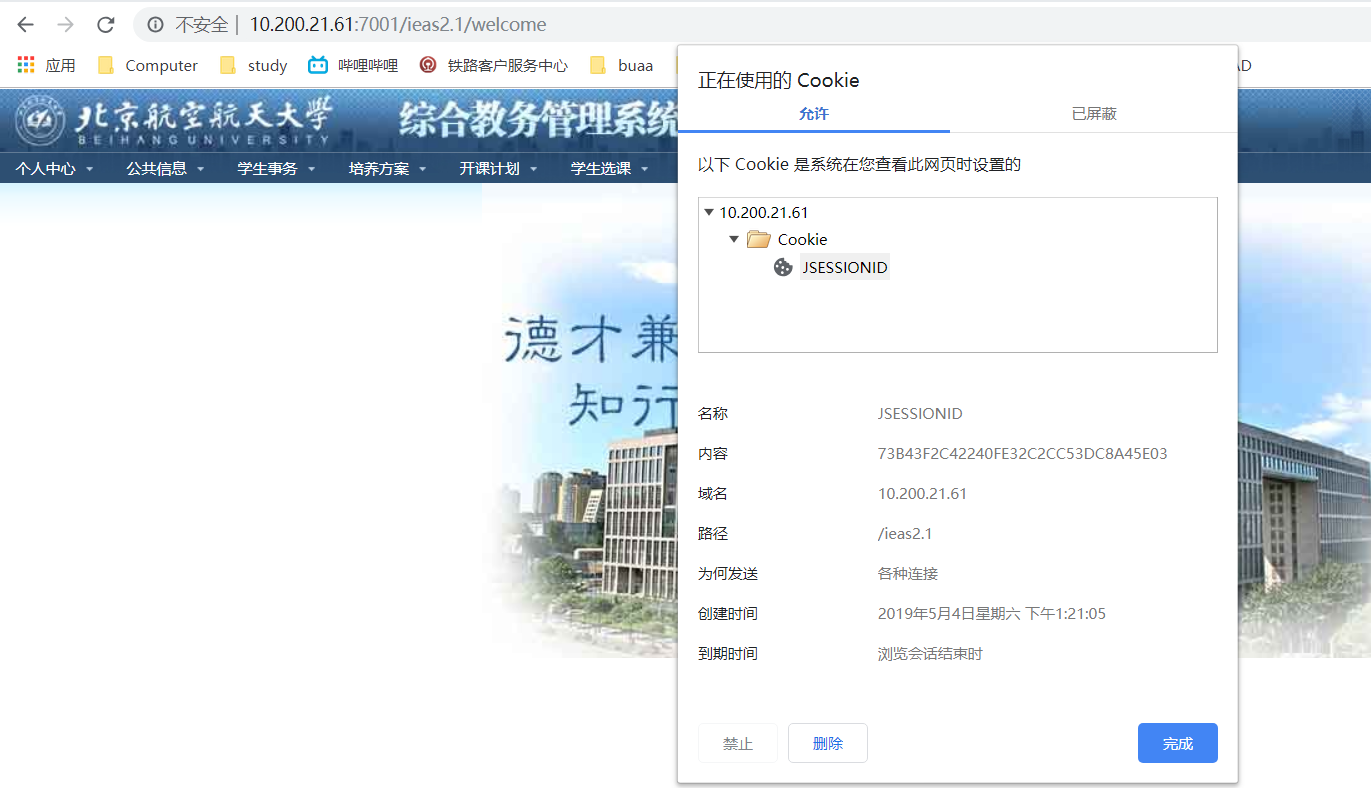 不安全 | 10.200.21.61:7001/ieas2.1/welcome
应用 Computer study 哔哩哔哩 铁路客户服务中心 buaa
北京航空航天大学 综合教务管理系统
BEIHANG UNIVERSITY
个人中心 公共信息 学生事务 培养方案 开课计划 学生选课
德才兼
知行
正在使用的 Cookie
允许 已屏蔽
以下 Cookie 是系统在您查看此网页时设置的
10.200.21.61
Cookie
JSESSIONID
名称 JSESSIONID
内容 73B43F2C42240FE32C2CC53DC8A45E03
域名 10.200.21.61
路径 /ieas2.1
为何发送 各种连接
创建时间 2019年5月4日星期六 下午1:21:05
到期时间 浏览会话结束时
禁止 删除 完成